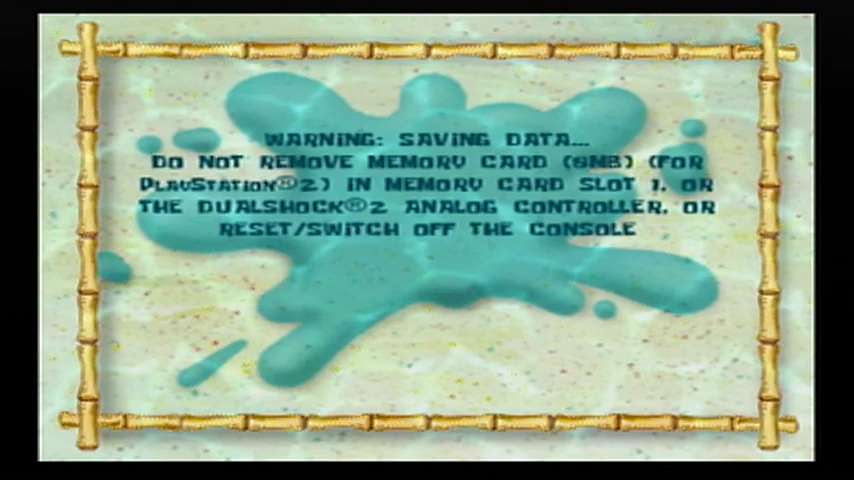 WARNING: SAVING DATA...
DO NOT REMOVE MEMORY CARD (8MB) (FOR
PLAYSTATION®2) IN MEMORY CARD SLOT 1, OR
THE DUALSHOCK®2 ANALOG CONTROLLER, OR
RESET/SWITCH OFF THE CONSOLE